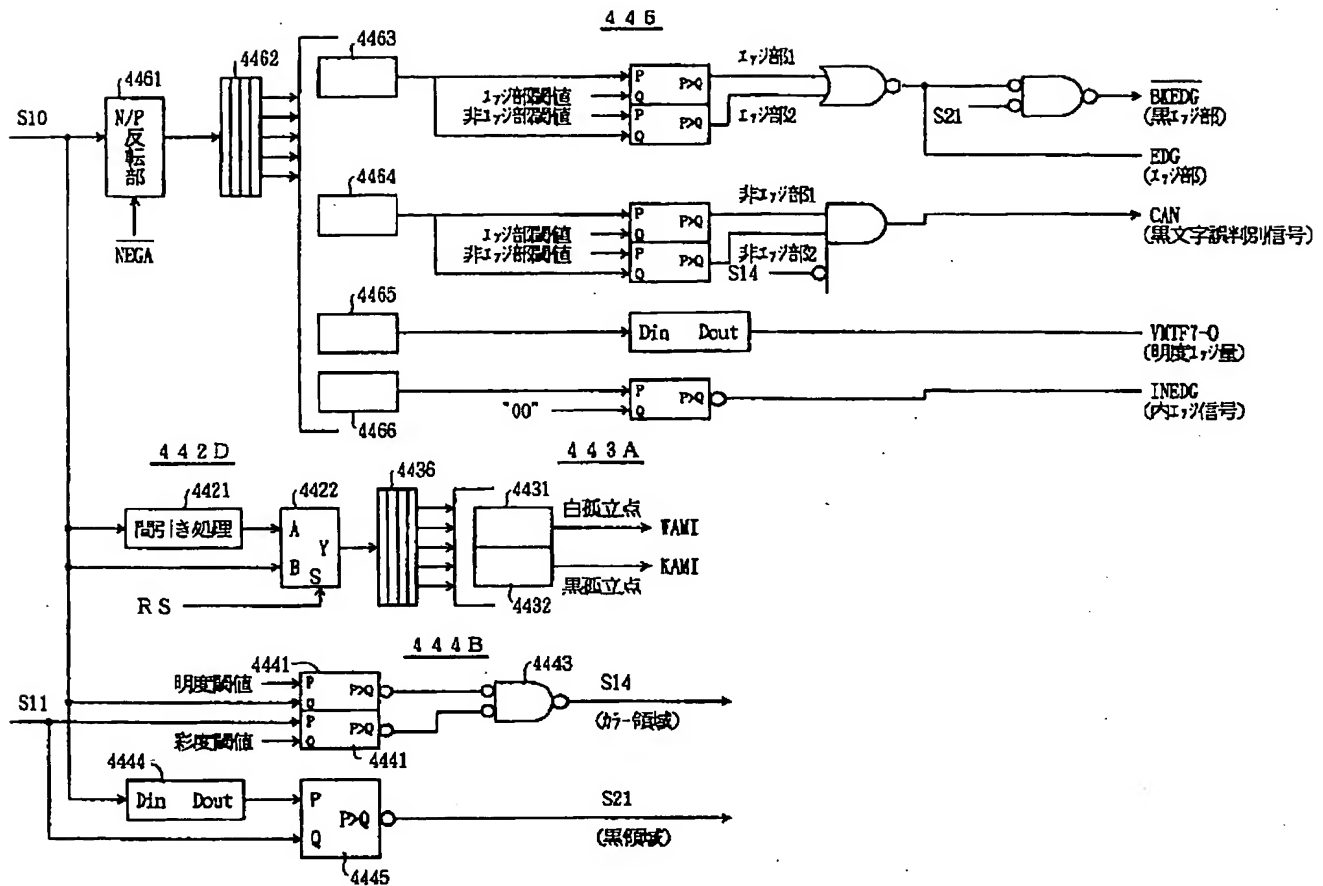 446
4463
4462
4461
S10
N/P
反
転
部
NEGA
P
Q
P
Q
P>Q
P>Q
エッジ部閾値
非エッジ部閾値
エッジ部1
エッジ部2
S21
BKEDG
(黒エッジ部)
EDG
(エッジ部)
4464
エッジ部閾値
非エッジ部閾値
P
Q
P
Q
P>Q
P>Q
非エッジ部1
非エッジ部2
S14
CAN
(黒文字誤判別信号)
4465
Din Dout
VMTF7-0
(明度エッジ量)
4466
"00"
P
Q
P>Q
INEDG
(内エッジ信号)
442D
443A
4421
間引き処理
4422
A
B
Y
S
RS
4436
4431
白孤立点
WAMI
黒孤立点
KAMI
4432
444B
4441
明度閾値
P
Q
P>Q
S11
彩度閾値
P
Q
P>Q
4441
4443
S14
(カラー領域)
4444
Din Dout
P
Q
P>Q
4445
S21
(黒領域)